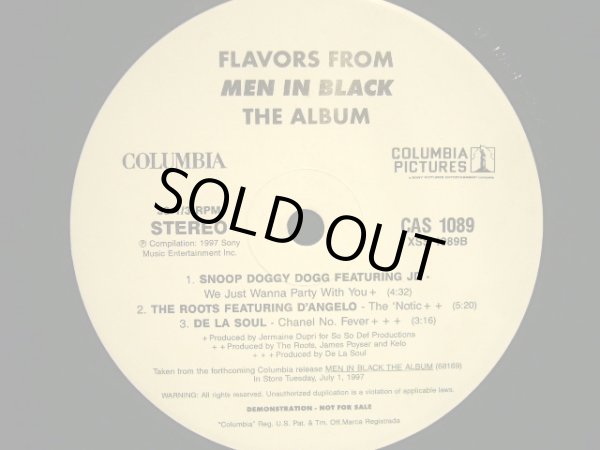 FLAVORS FROM
MEN IN BLACK
THE ALBUM
COLUMBIA
COLUMBIA
PICTURES
SOLD OUT
RPM
STEREO
CAS 1089
℗ Compilation: 1997 Sony
Music Entertainment Inc.
1. SNOOP DOGGY DOGG FEATURING JD -
We Just Wanna Party With You + (4:32)
2. THE ROOTS FEATURING D'ANGELO - The 'Notic + + (5:20)
3. DE LA SOUL - Chanel No. Fever + + + (3:16)
+ Produced by Jermaine Dupri for So So Def Productions
+ + Produced by The Roots, James Poyser and Kelo
+ + + Produced by De La Soul
Taken from the forthcoming Columbia release MEN IN BLACK THE ALBUM (68169)
In Store Tuesday, July 1, 1997
WARNING: All rights reserved. Unauthorized duplication is a violation of applicable laws.
DEMONSTRATION - NOT FOR SALE
"Columbia" Reg. U.S. Pat. & Tm. Off. Marca Registrada